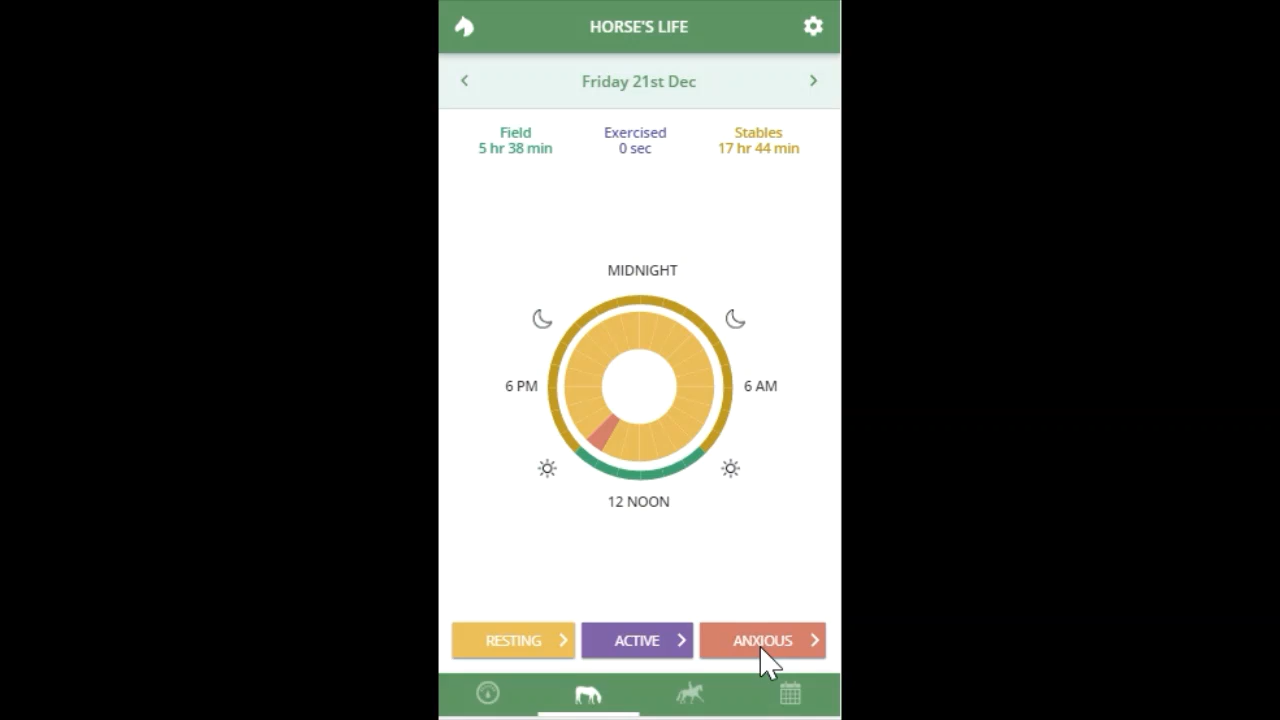 HORSE'S LIFE
Friday 21st Dec
Field
5 hr 38 min
Exercised
0 sec
Stables
17 hr 44 min
MIDNIGHT
6 PM
6 AM
12 NOON
RESTING
ACTIVE
ANXIOUS